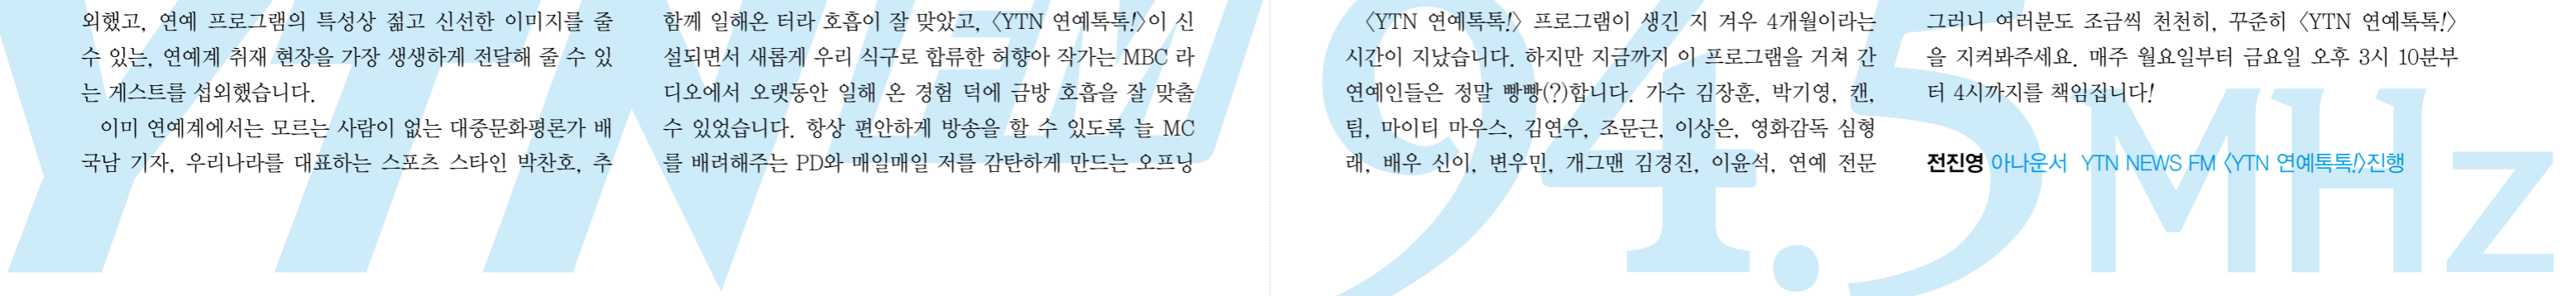 외했고, 연예 프로그램의 특성상 젊고 신선한 이미지를 줄
수 있는, 연예계 취재 현장을 가장 생생하게 전달해 줄 수 있
는 게스트를 섭외했습니다.
이미 연예계에서는 모르는 사람이 없는 대중문화평론가 배
국남 기자, 우리나라를 대표하는 스포츠 스타인 박찬호, 추
함께 일해온 터라 호흡이 잘 맞았고, 〈YTN 연예톡톡!〉이 신
설되면서 새롭게 우리 식구로 합류한 허향아 작가는 MBC 라
디오에서 오랫동안 일해 온 경험 덕에 금방 호흡을 잘 맞출
수 있었습니다. 항상 편안하게 방송을 할 수 있도록 늘 MC
를 배려해주는 PD와 매일매일 저를 감탄하게 만드는 오프닝
〈YTN 연예톡톡!〉 프로그램이 생긴 지 겨우 4개월이라는
시간이 지났습니다. 하지만 지금까지 이 프로그램을 거쳐 간
연예인들은 정말 빵빵(?)합니다. 가수 김장훈, 박기영, 캔,
팀, 마이티 마우스, 김연우, 조문근, 이상은, 영화감독 심형
래, 배우 신이, 변우민, 개그맨 김경진, 이윤석, 연예 전문
그러니 여러분도 조금씩 천천히, 꾸준히 〈YTN 연예톡톡!〉
을 지켜봐주세요. 매주 월요일부터 금요일 오후 3시 10분부
터 4시까지를 책임집니다!
전진영 아나운서 YTN NEWS FM 〈YTN 연예톡톡!〉진행
YTN FM 94.5 MHz